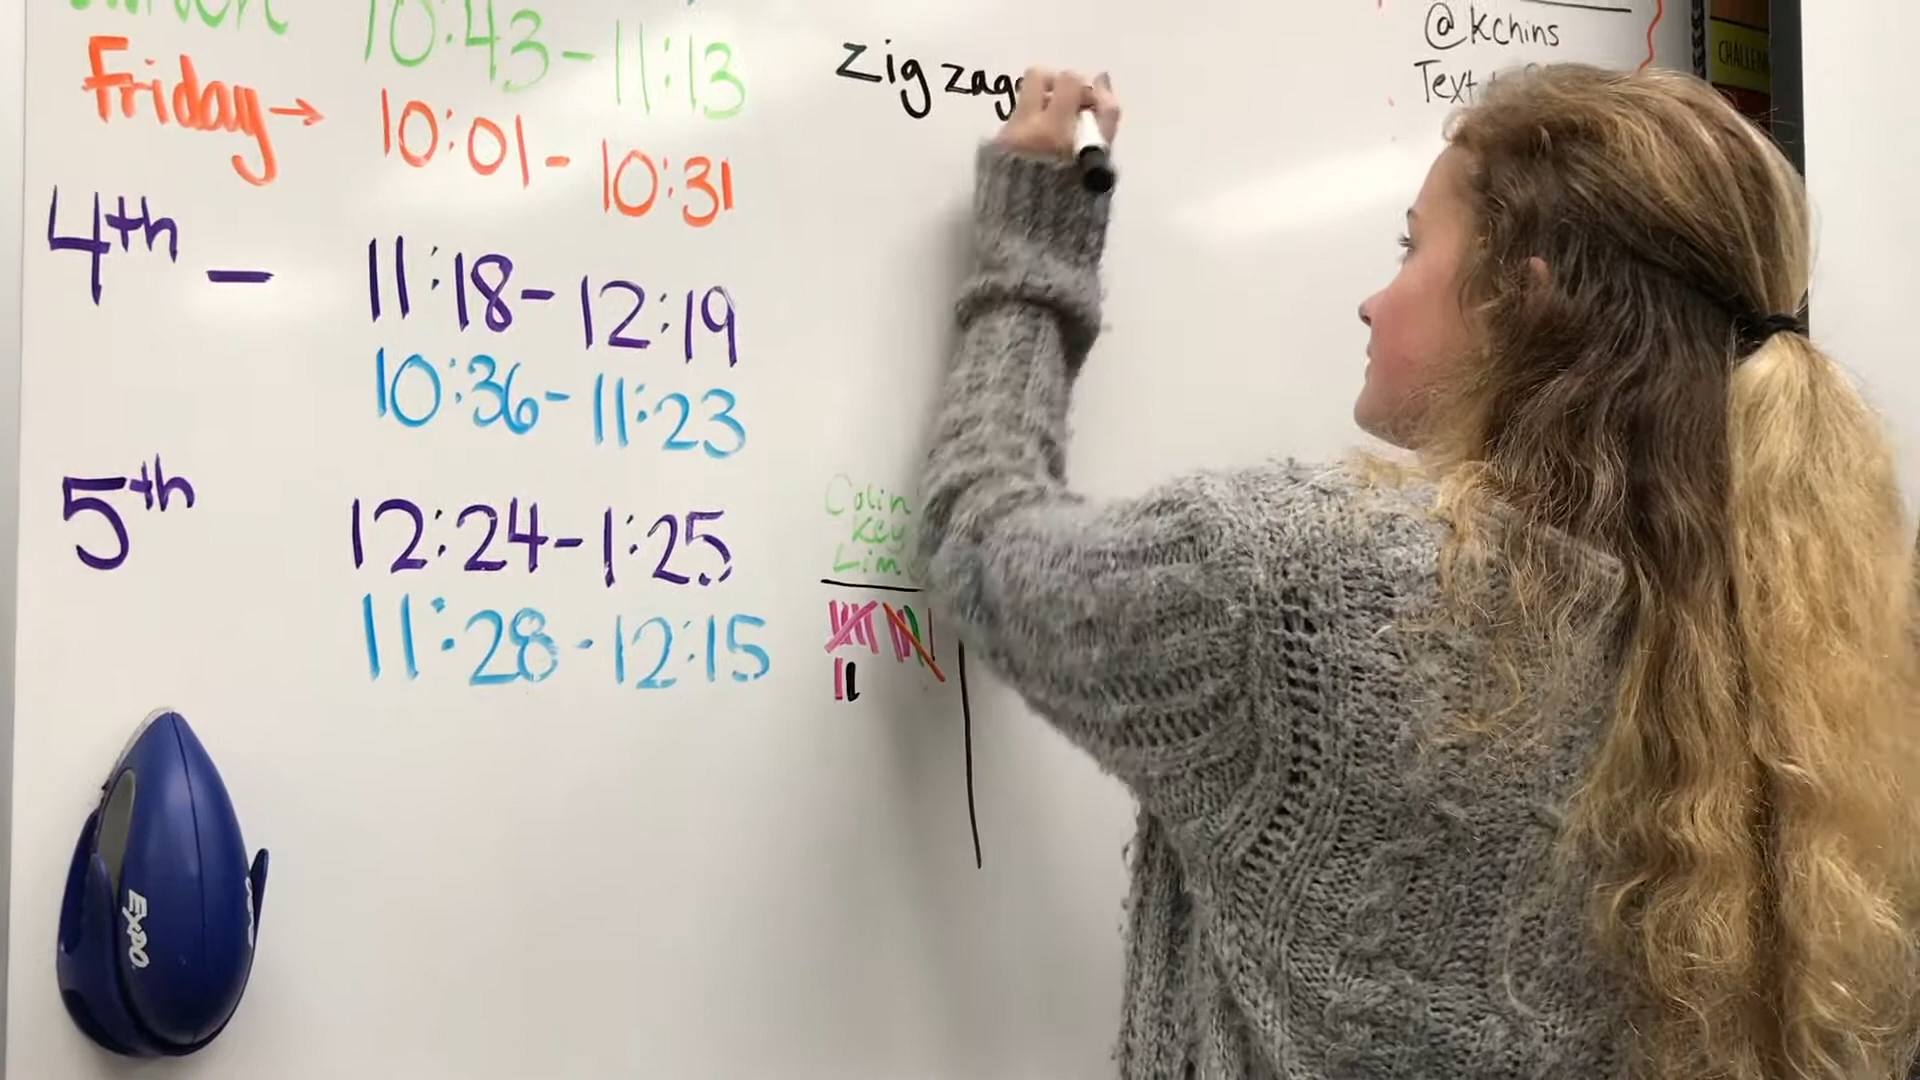 10:43-11:13
Friday→ 10:01-10:31
4th - 11:18-12:19
10:36-11:23
5th 12:24-1:25
11:28-12:15
Zig zag
@kchins
Text
Colin
Key
EXPO